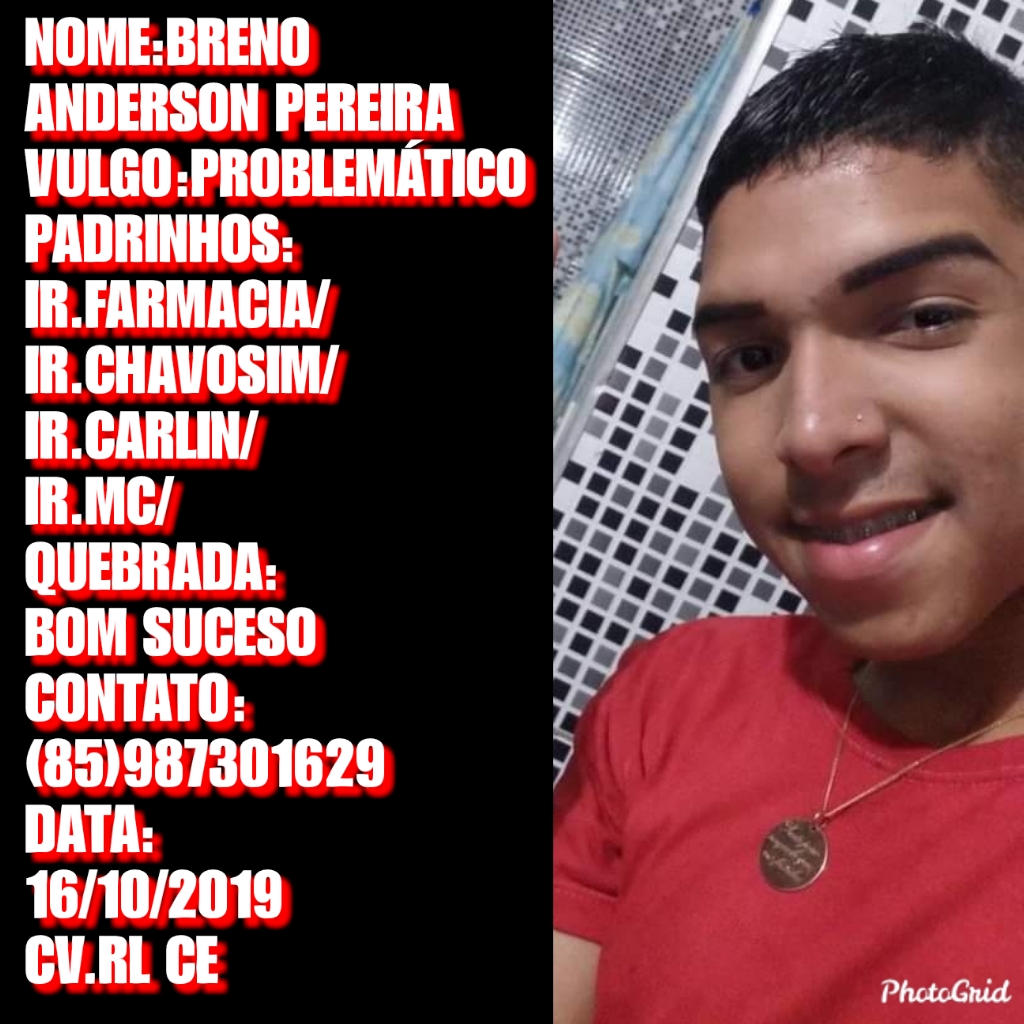 NOME:BRENO
ANDERSON PEREIRA
VULGO:PROBLEMÁTICO
PADRINHOS:
IR.FARMACIA/
IR.CHAVOSIM/
IR.CARLIN/
IR.MC/
QUEBRADA:
BOM SUCESO
CONTATO:
(85)987301629
DATA:
16/10/2019
CV.RL CE
PhotoGrid